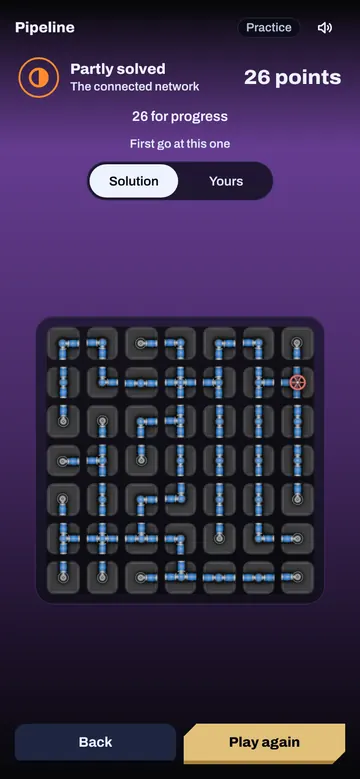 Pipeline
Practice
Partly solved
The connected network
26 points
26 for progress
First go at this one
Solution
Yours
Back
Play again